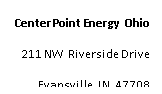 CenterPoint Energy Ohio
211 NW Riverside Drive
Evansville, IN 47708